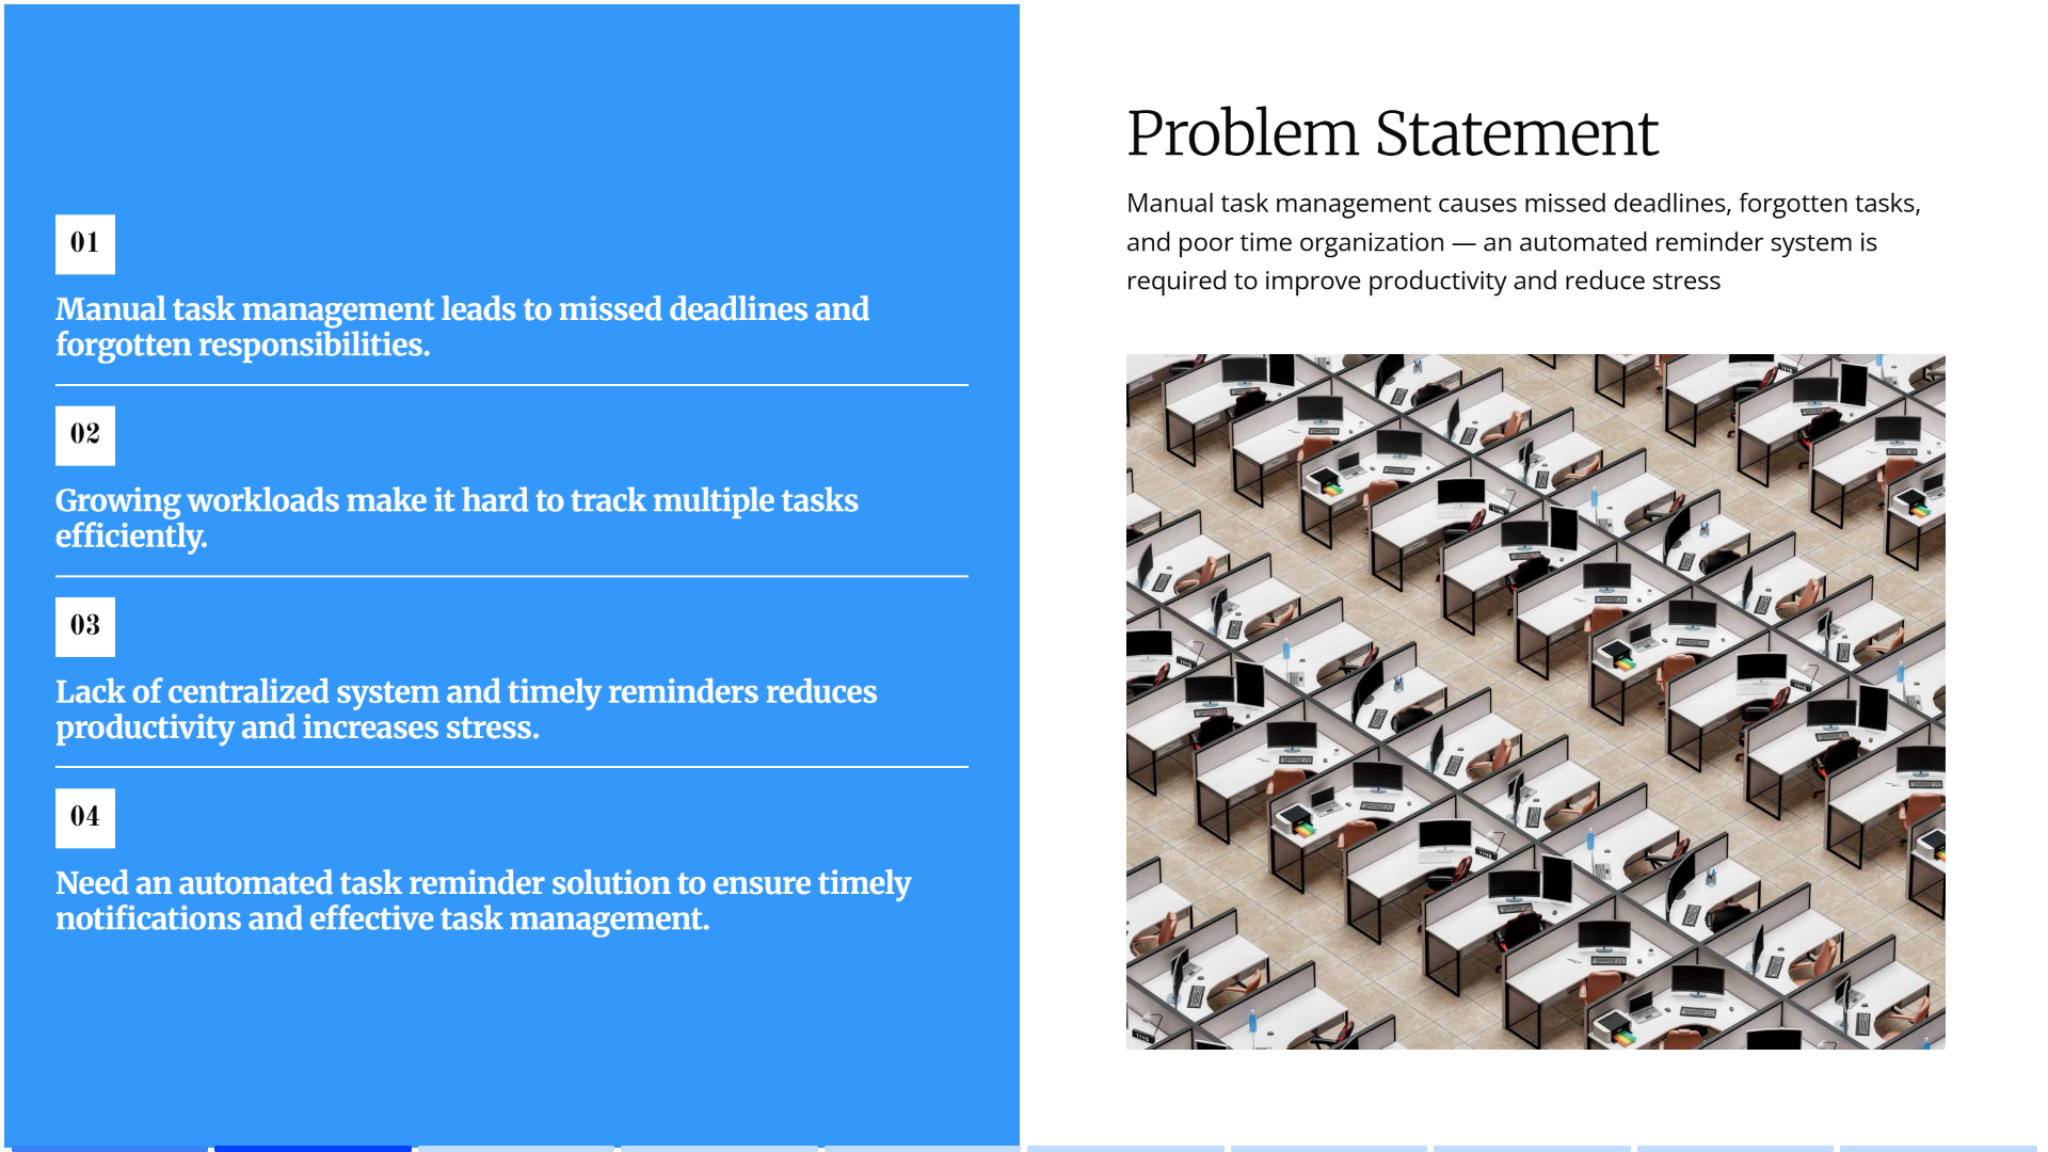 01
Manual task management leads to missed deadlines and
forgotten responsibilities.
02
Growing workloads make it hard to track multiple tasks
efficiently.
03
Lack of centralized system and timely reminders reduces
productivity and increases stress.
04
Need an automated task reminder solution to ensure timely
notifications and effective task management.
Problem Statement
Manual task management causes missed deadlines, forgotten tasks,
and poor time organization — an automated reminder system is
required to improve productivity and reduce stress